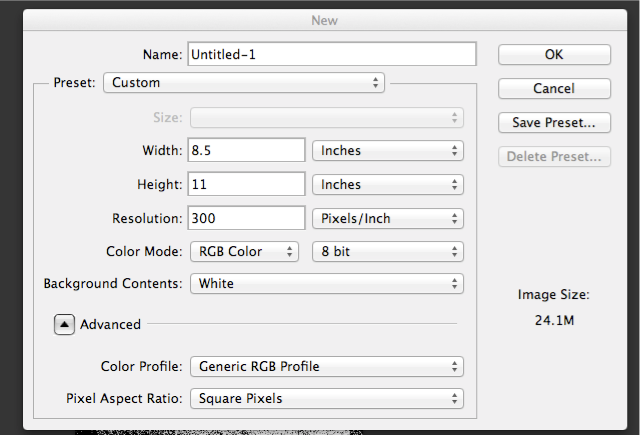 New
Name: Untitled-1
OK
Preset: Custom
Cancel
Size:
Save Preset...
Width: 8.5 Inches
Delete Preset...
Height: 11 Inches
Resolution: 300 Pixels/Inch
Color Mode: RGB Color 8 bit
Background Contents: White
Image Size:
24.1M
Advanced
Color Profile: Generic RGB Profile
Pixel Aspect Ratio: Square Pixels